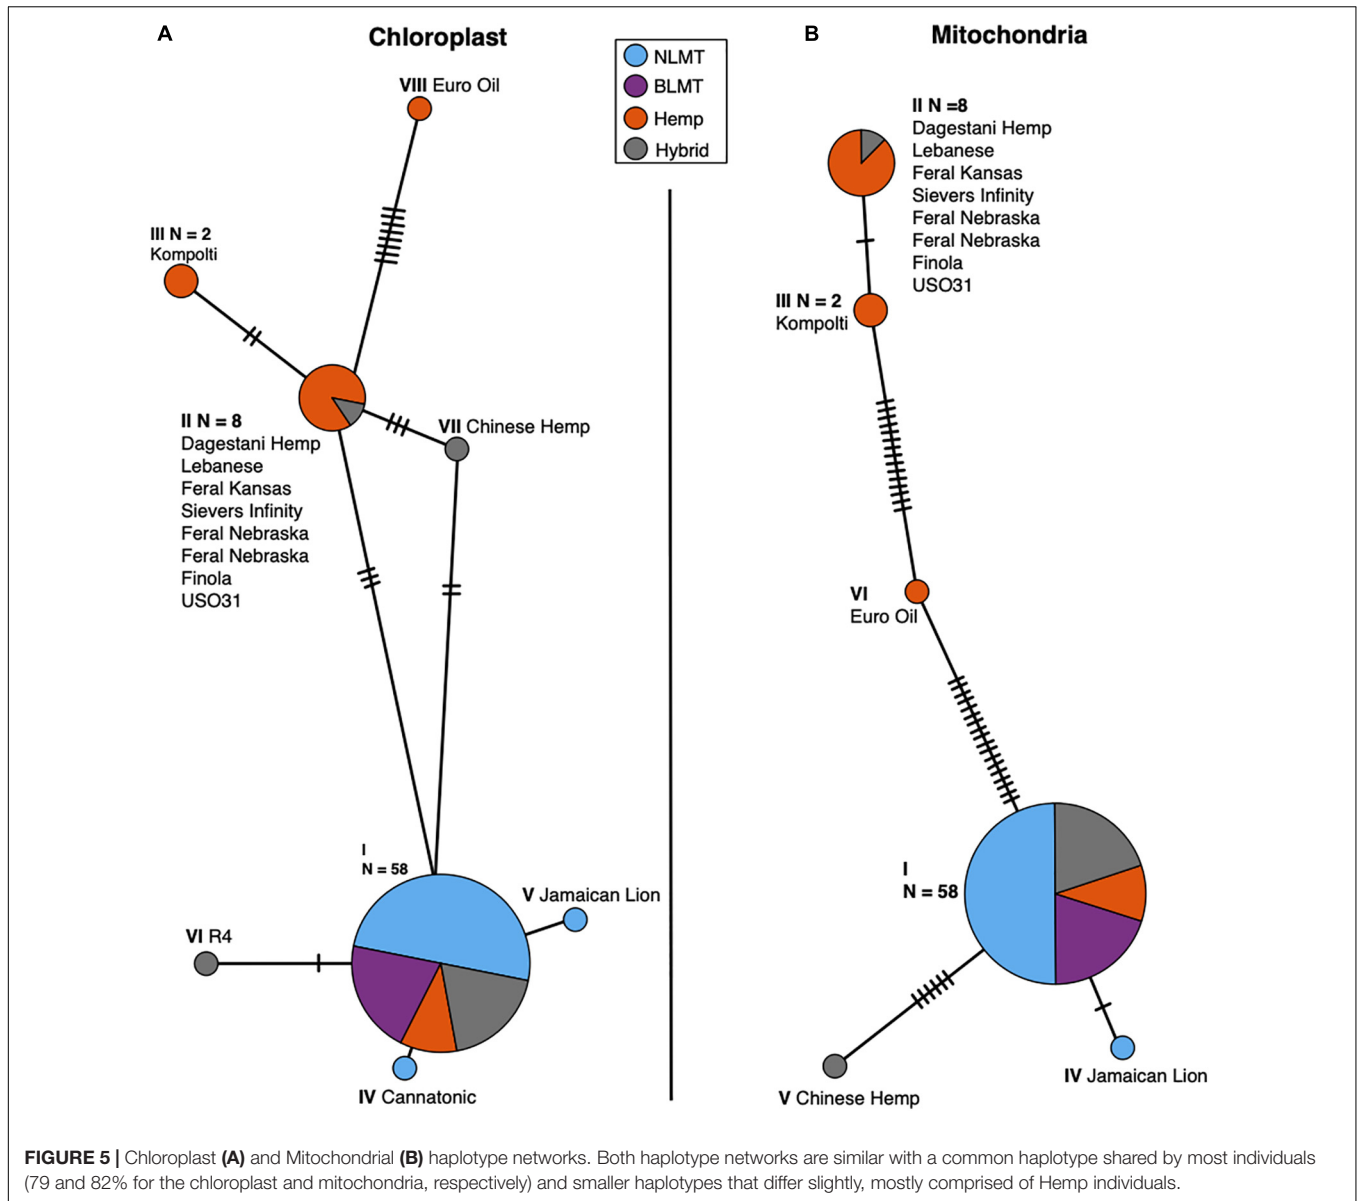 A
Chloroplast
VIII Euro Oil
III N = 2
Kompolti
II N = 8
Dagestani Hemp
Lebanese
Feral Kansas
Sievers Infinity
Feral Nebraska
Feral Nebraska
Finola
USO31
VII Chinese Hemp
I
N = 58
V Jamaican Lion
VI R4
IV Cannatonic
NLMT
BLMT
Hemp
Hybrid
B
Mitochondria
II N =8
Dagestani Hemp
Lebanese
Feral Kansas
Sievers Infinity
Feral Nebraska
Feral Nebraska
Finola
USO31
III N = 2
Kompolti
VI
Euro Oil
I
N = 58
IV Jamaican Lion
V Chinese Hemp
FIGURE 5 | Chloroplast (A) and Mitochondrial (B) haplotype networks. Both haplotype networks are similar with a common haplotype shared by most individuals
(79 and 82% for the chloroplast and mitochondria, respectively) and smaller haplotypes that differ slightly, mostly comprised of Hemp individuals.